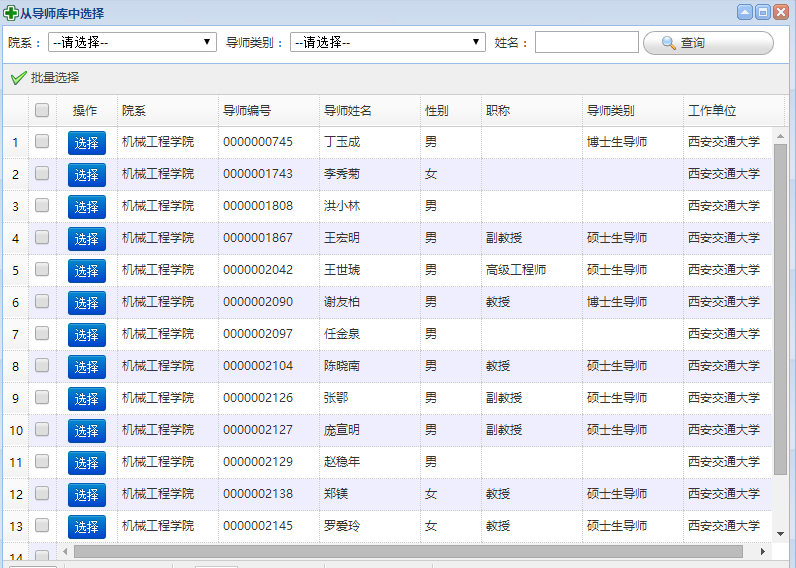 从导师库中选择
院系： --请选择-- 导师类别： --请选择-- 姓名： 查询
批量选择
操作 院系 导师编号 导师姓名 性别 职称 导师类别 工作单位
1 选择 机械工程学院 0000000745 丁玉成 男 博士生导师 西安交通大学
2 选择 机械工程学院 0000001743 李秀菊 女 西安交通大学
3 选择 机械工程学院 0000001808 洪小林 男 西安交通大学
4 选择 机械工程学院 0000001867 王宏明 男 副教授 硕士生导师 西安交通大学
5 选择 机械工程学院 0000002042 王世琥 男 高级工程师 硕士生导师 西安交通大学
6 选择 机械工程学院 0000002090 谢友柏 男 教授 博士生导师 西安交通大学
7 选择 机械工程学院 0000002097 任金泉 男 西安交通大学
8 选择 机械工程学院 0000002104 陈晓南 男 教授 硕士生导师 西安交通大学
9 选择 机械工程学院 0000002126 张鄂 男 副教授 硕士生导师 西安交通大学
10 选择 机械工程学院 0000002127 庞宣明 男 副教授 硕士生导师 西安交通大学
11 选择 机械工程学院 0000002129 赵稳年 男 西安交通大学
12 选择 机械工程学院 0000002138 郑镁 女 教授 硕士生导师 西安交通大学
13 选择 机械工程学院 0000002145 罗爱玲 女 教授 硕士生导师 西安交通大学
14